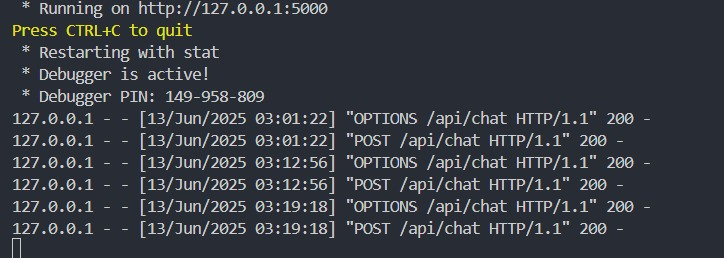 * Running on http://127.0.0.1:5000
Press CTRL+C to quit
* Restarting with stat
* Debugger is active!
* Debugger PIN: 149-958-809
127.0.0.1 - - [13/Jun/2025 03:01:22] "OPTIONS /api/chat HTTP/1.1" 200 -
127.0.0.1 - - [13/Jun/2025 03:01:22] "POST /api/chat HTTP/1.1" 200 -
127.0.0.1 - - [13/Jun/2025 03:12:56] "OPTIONS /api/chat HTTP/1.1" 200 -
127.0.0.1 - - [13/Jun/2025 03:12:56] "POST /api/chat HTTP/1.1" 200 -
127.0.0.1 - - [13/Jun/2025 03:19:18] "OPTIONS /api/chat HTTP/1.1" 200 -
127.0.0.1 - - [13/Jun/2025 03:19:18] "POST /api/chat HTTP/1.1" 200 -